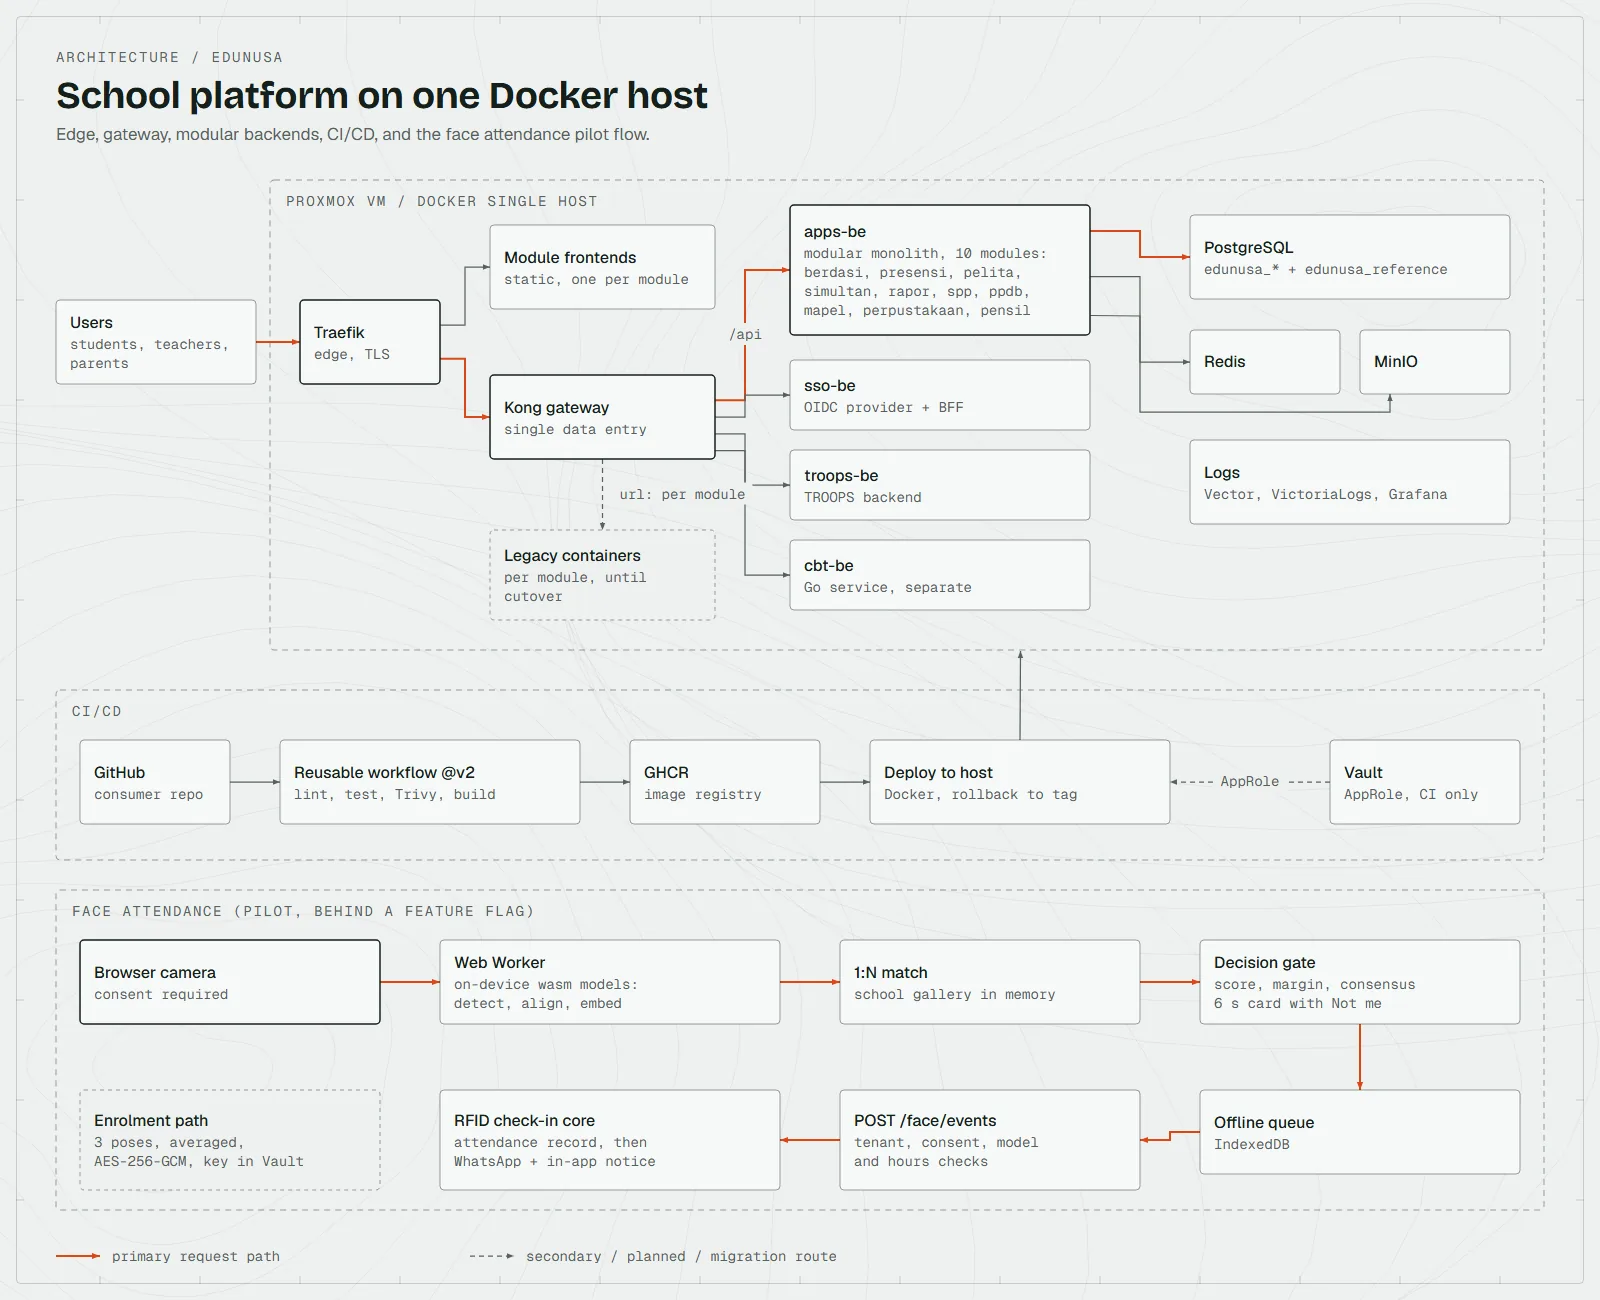 ARCHITECTURE / EDUNUSA
School platform on one Docker host
Edge, gateway, modular backends, CI/CD, and the face attendance pilot flow.
PROXMOX VM / DOCKER SINGLE HOST
Users
students, teachers,
parents
Traefik
edge, TLS
Module frontends
static, one per module
Kong gateway
single data entry
/api
url: per module
Legacy containers
per module, until
cutover
apps-be
modular monolith, 10 modules:
berdasi, presensi, pelita,
simultan, rapor, spp, ppdb,
mapel, perpustakaan, pensil
sso-be
OIDC provider + BFF
troops-be
TROOPS backend
cbt-be
Go service, separate
PostgreSQL
edunusa_* + edunusa_reference
Redis
MinIO
Logs
Vector, VictoriaLogs, Grafana
CI/CD
GitHub
consumer repo
Reusable workflow @v2
lint, test, Trivy, build
GHCR
image registry
Deploy to host
Docker, rollback to tag
AppRole
Vault
AppRole, CI only
FACE ATTENDANCE (PILOT, BEHIND A FEATURE FLAG)
Browser camera
consent required
Web Worker
on-device wasm models:
detect, align, embed
1:N match
school gallery in memory
Decision gate
score, margin, consensus
6 s card with Not me
Enrolment path
3 poses, averaged,
AES-256-GCM, key in Vault
RFID check-in core
attendance record, then
WhatsApp + in-app notice
POST /face/events
tenant, consent, model
and hours checks
Offline queue
IndexedDB
primary request path
secondary / planned / migration route